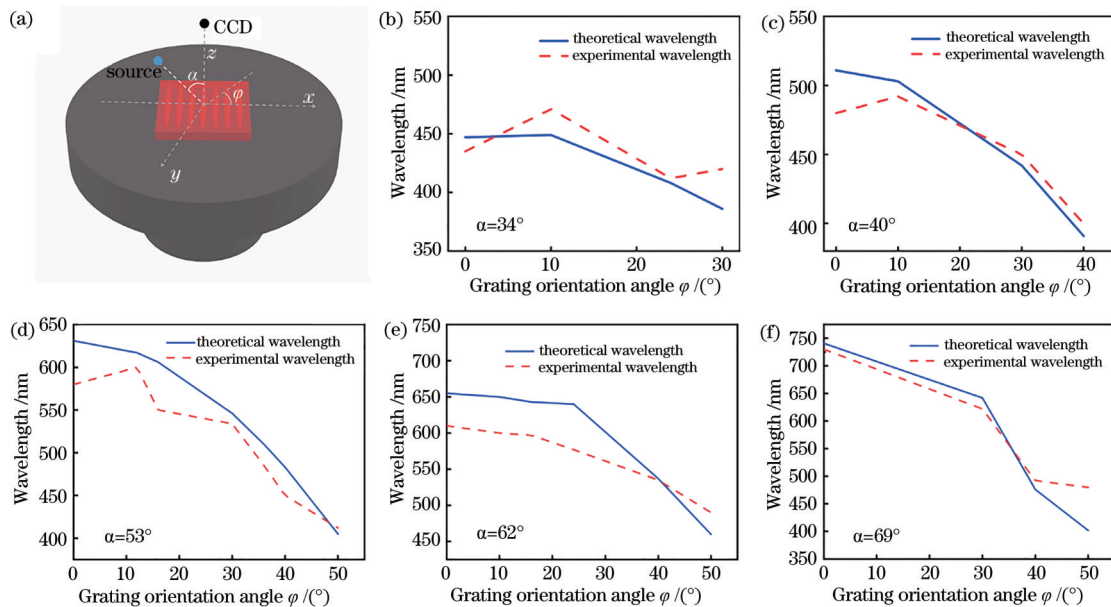 (a)
CCD
z
source
α
φ
x
y
(b)
550
500
450
400
350
Wavelength /nm
theoretical wavelength
experimental wavelength
α=34°
0
10
20
30
Grating orientation angle φ /(°)
(c)
500
450
400
Wavelength /nm
theoretical wavelength
experimental wavelength
α=40°
0
10
20
30
40
Grating orientation angle φ /(°)
(d)
650
600
550
500
450
400
Wavelength /nm
theoretical wavelength
experimental wavelength
α=53°
0
10
20
30
40
50
Grating orientation angle φ /(°)
(e)
750
700
650
600
550
500
450
Wavelength /nm
theoretical wavelength
experimental wavelength
α=62°
0
10
20
30
40
50
Grating orientation angle φ /(°)
(f)
750
700
650
600
550
500
450
400
350
Wavelength /nm
theoretical wavelength
experimental wavelength
α=69°
0
10
20
30
40
50
Grating orientation angle φ /(°)